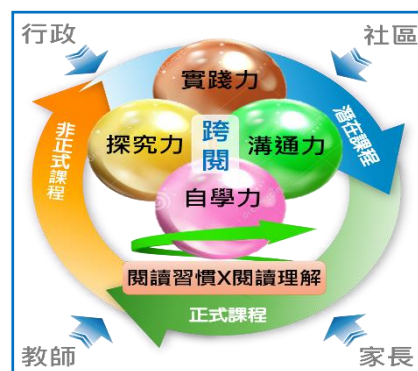 行政
社區
實踐力
探究力
跨閱
溝通力
自學力
非正式課程
潛在課程
閱讀習慣X閱讀理解
正式課程
教師
家長